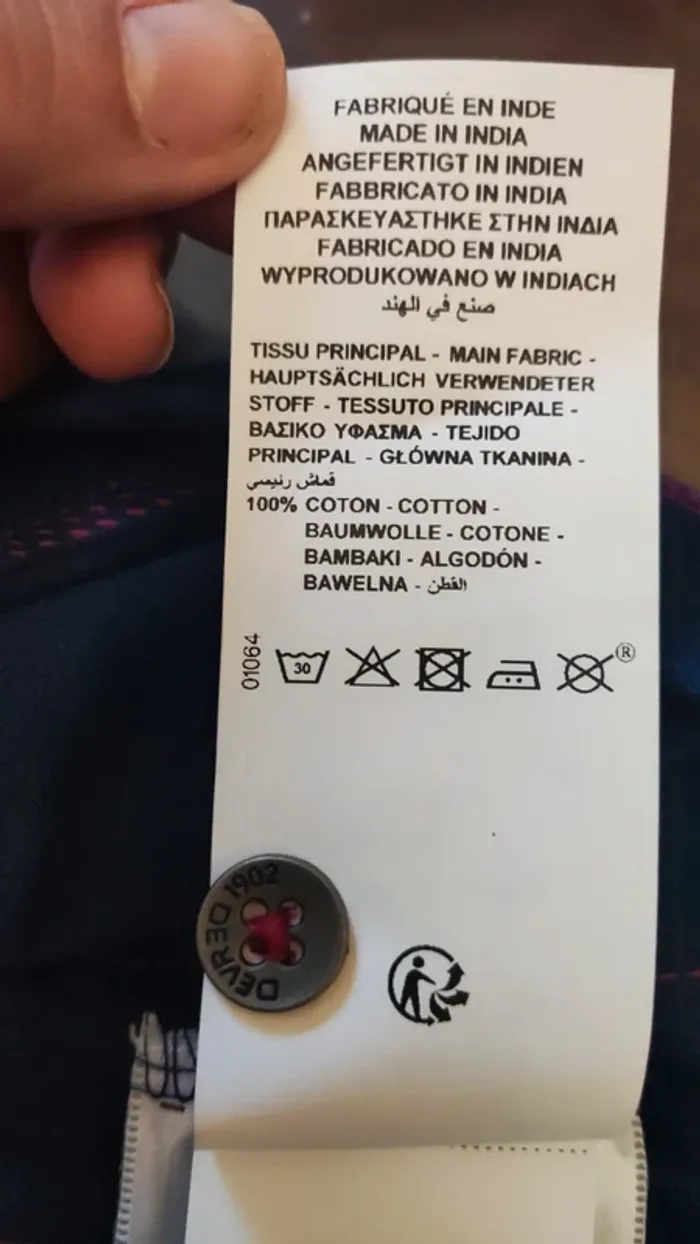 FABRIQUÉ EN INDE
MADE IN INDIA
ANGEFERTIGT IN INDIEN
FABBRICATO IN INDIA
ΠΑΡΑΣΚΕΥΑΣΤΗΚΕ ΣΤΗΝ ΙΝΔΙΑ
FABRICADO EN INDIA
WYPRODUKOWANO W INDIACH
صنع في الهند
TISSU PRINCIPAL - MAIN FABRIC -
HAUPTSÄCHLICH VERWENDETER
STOFF - TESSUTO PRINCIPALE -
ΒΑΣΙΚΟ ΥΦΑΣΜΑ - TEJIDO
PRINCIPAL - GŁÓWNA TKANINA -
قماش رئيسي
100% COTON - COTTON -
BAUMWOLLE - COTONE -
BAMBAKI - ALGODÓN -
BAWELNA - القطن
01064
30
®
DEVRED 1902